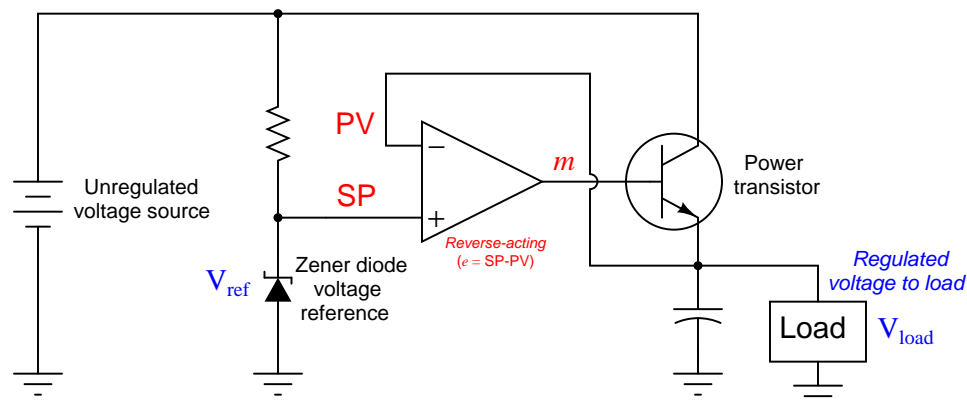 PV
m
Power
transistor
Unregulated
voltage source
SP
−
+
Reverse-acting
(e = SP-PV)
Vref
Zener diode
voltage
reference
Regulated
voltage to load
Load
Vload